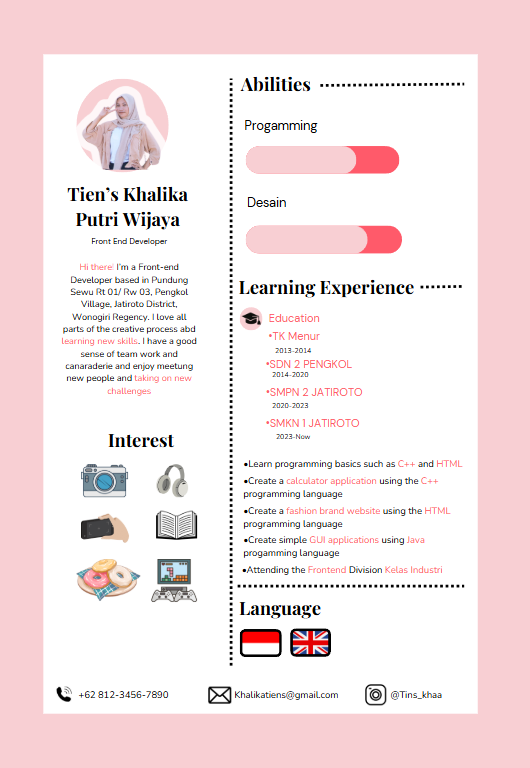 Tien's Khalika
Putri Wijaya
Front End Developer
Hi there! I'm a Front-end
Developer based in Pundung
Sewu Rt 01/ Rw 03, Pengkol
Village, Jatiroto District,
Wonogiri Regency. I love all
parts of the creative process abd
learning new skills. I have a good
sense of team work and
canaraderie and enjoy meetung
new people and taking on new
challenges
Interest
Abilities
Progamming
Desain
Learning Experience
Education
•TK Menur
2013-2014
•SDN 2 PENGKOL
2014-2020
•SMPN 2 JATIROTO
2020-2023
•SMKN 1 JATIROTO
2023-Now
•Learn programming basics such as C++ and HTML
•Create a calculator application using the C++
programming language
•Create a fashion brand website using the HTML
programming language
•Create simple GUI applications using Java
progamming language
•Attending the Frontend Division Kelas Industri
Language
+62 812-3456-7890
Khalikatiens@gmail.com
@Tins_khaa